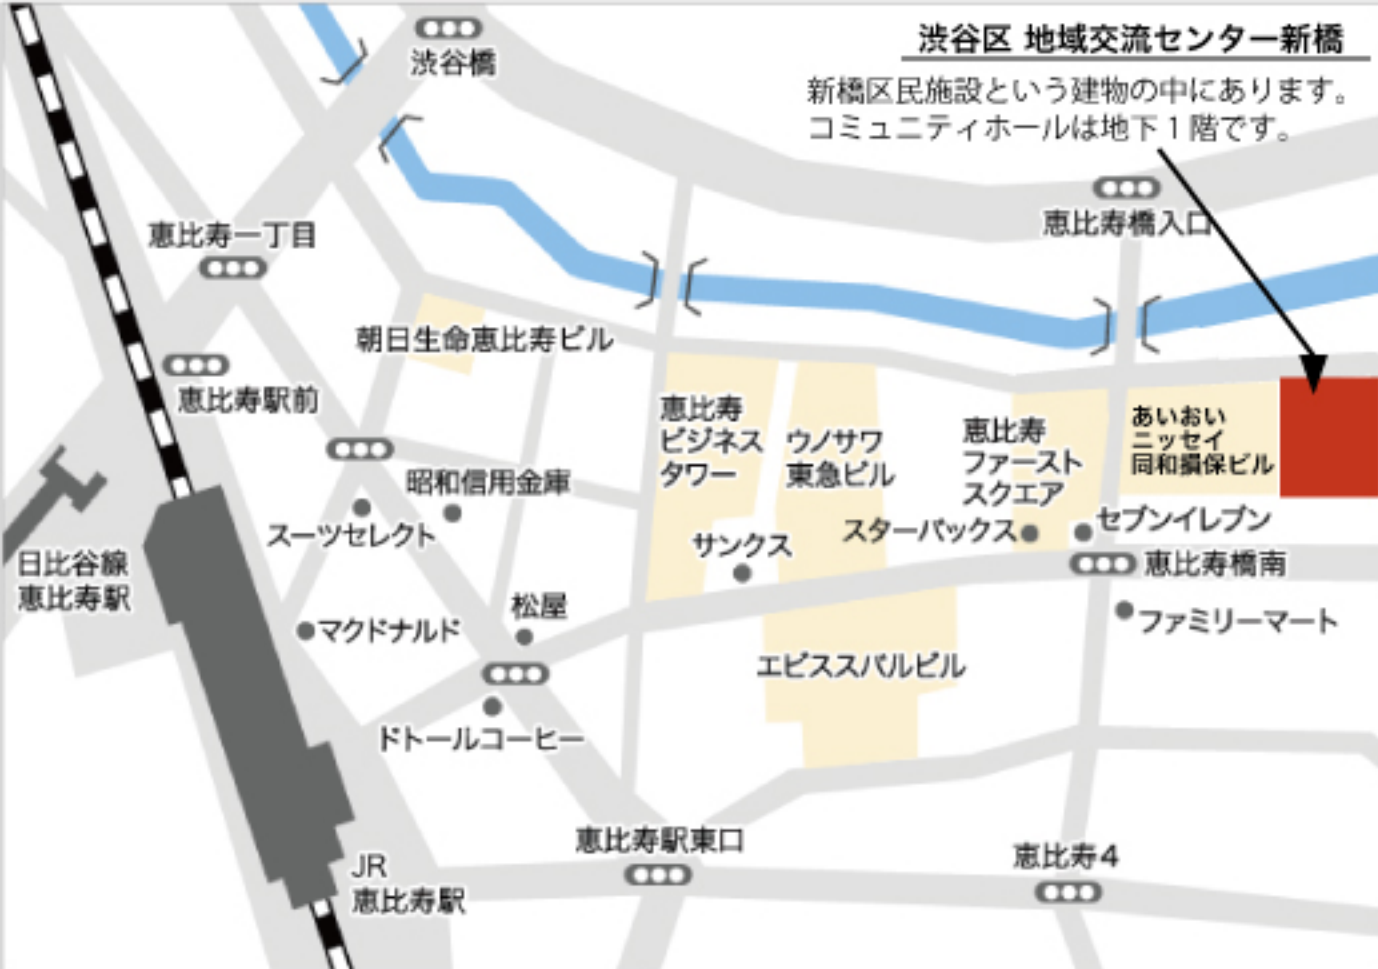 渋谷区 地域交流センター新橋
新橋区民施設という建物の中にあります。
コミュニティホールは地下1階です。
渋谷橋
恵比寿橋入口
恵比寿一丁目
朝日生命恵比寿ビル
恵比寿駅前
恵比寿
ビジネス
タワー
ウノサワ
東急ビル
恵比寿
ファースト
スクエア
あいおい
ニッセイ
同和損保ビル
昭和信用金庫
スーツセレクト
サンクス
スターバックス
セブンイレブン
恵比寿橋南
日比谷線
恵比寿駅
松屋
マクドナルド
ファミリーマート
エビススバルビル
ドトールコーヒー
恵比寿駅東口
恵比寿4
JR
恵比寿駅